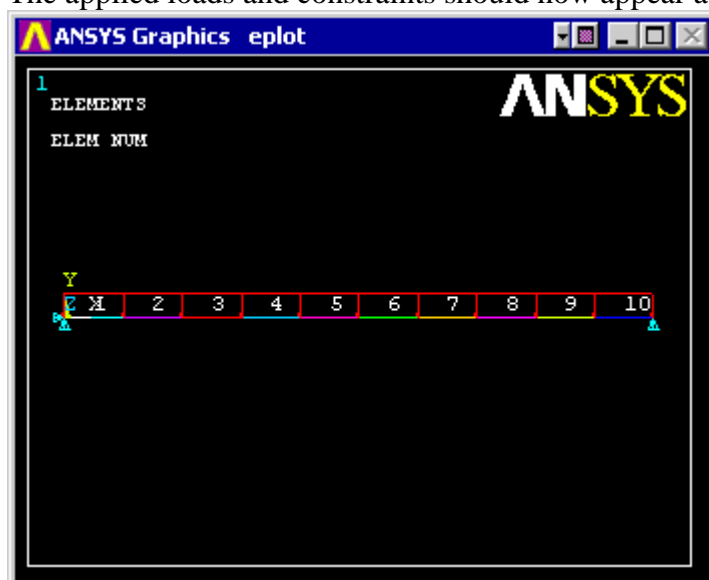 The applied loads and constraints should now appear a
ANSYS Graphics eplot
1
ELEMENTS
ANSYS
ELEM NUM
Y
Z X 2 3 4 5 6 7 8 9 10